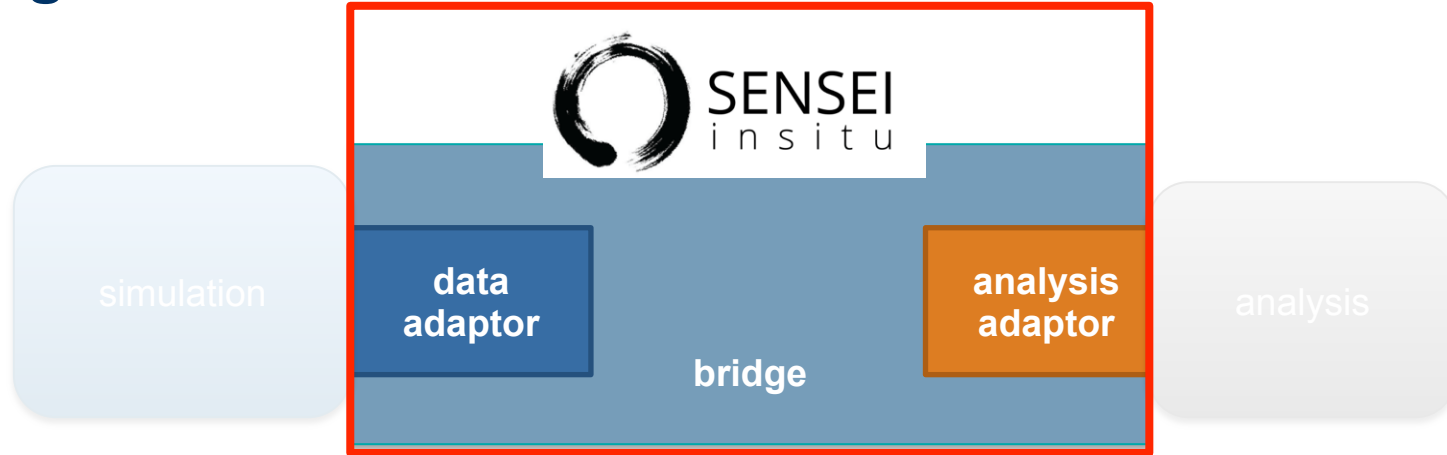 SENSEI
insitu
simulation
data
adaptor
bridge
analysis
adaptor
analysis